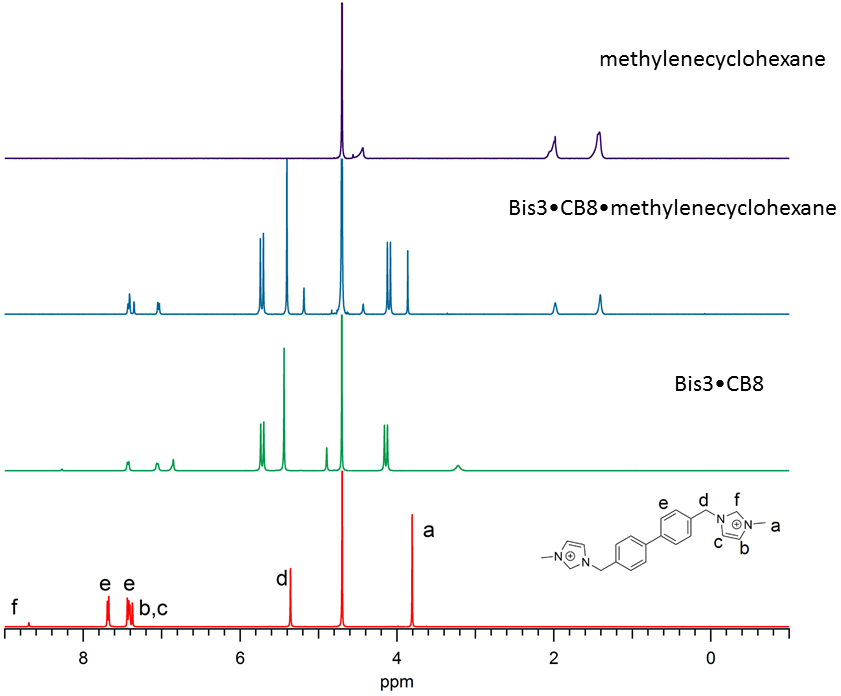 methylenecyclohexane
Bis3•CB8•methylenecyclohexane
Bis3•CB8
e d f
N N ⊕ a
c b
N ⊕ N
a
d
e e
f b,c
8 6 4 2 0
ppm